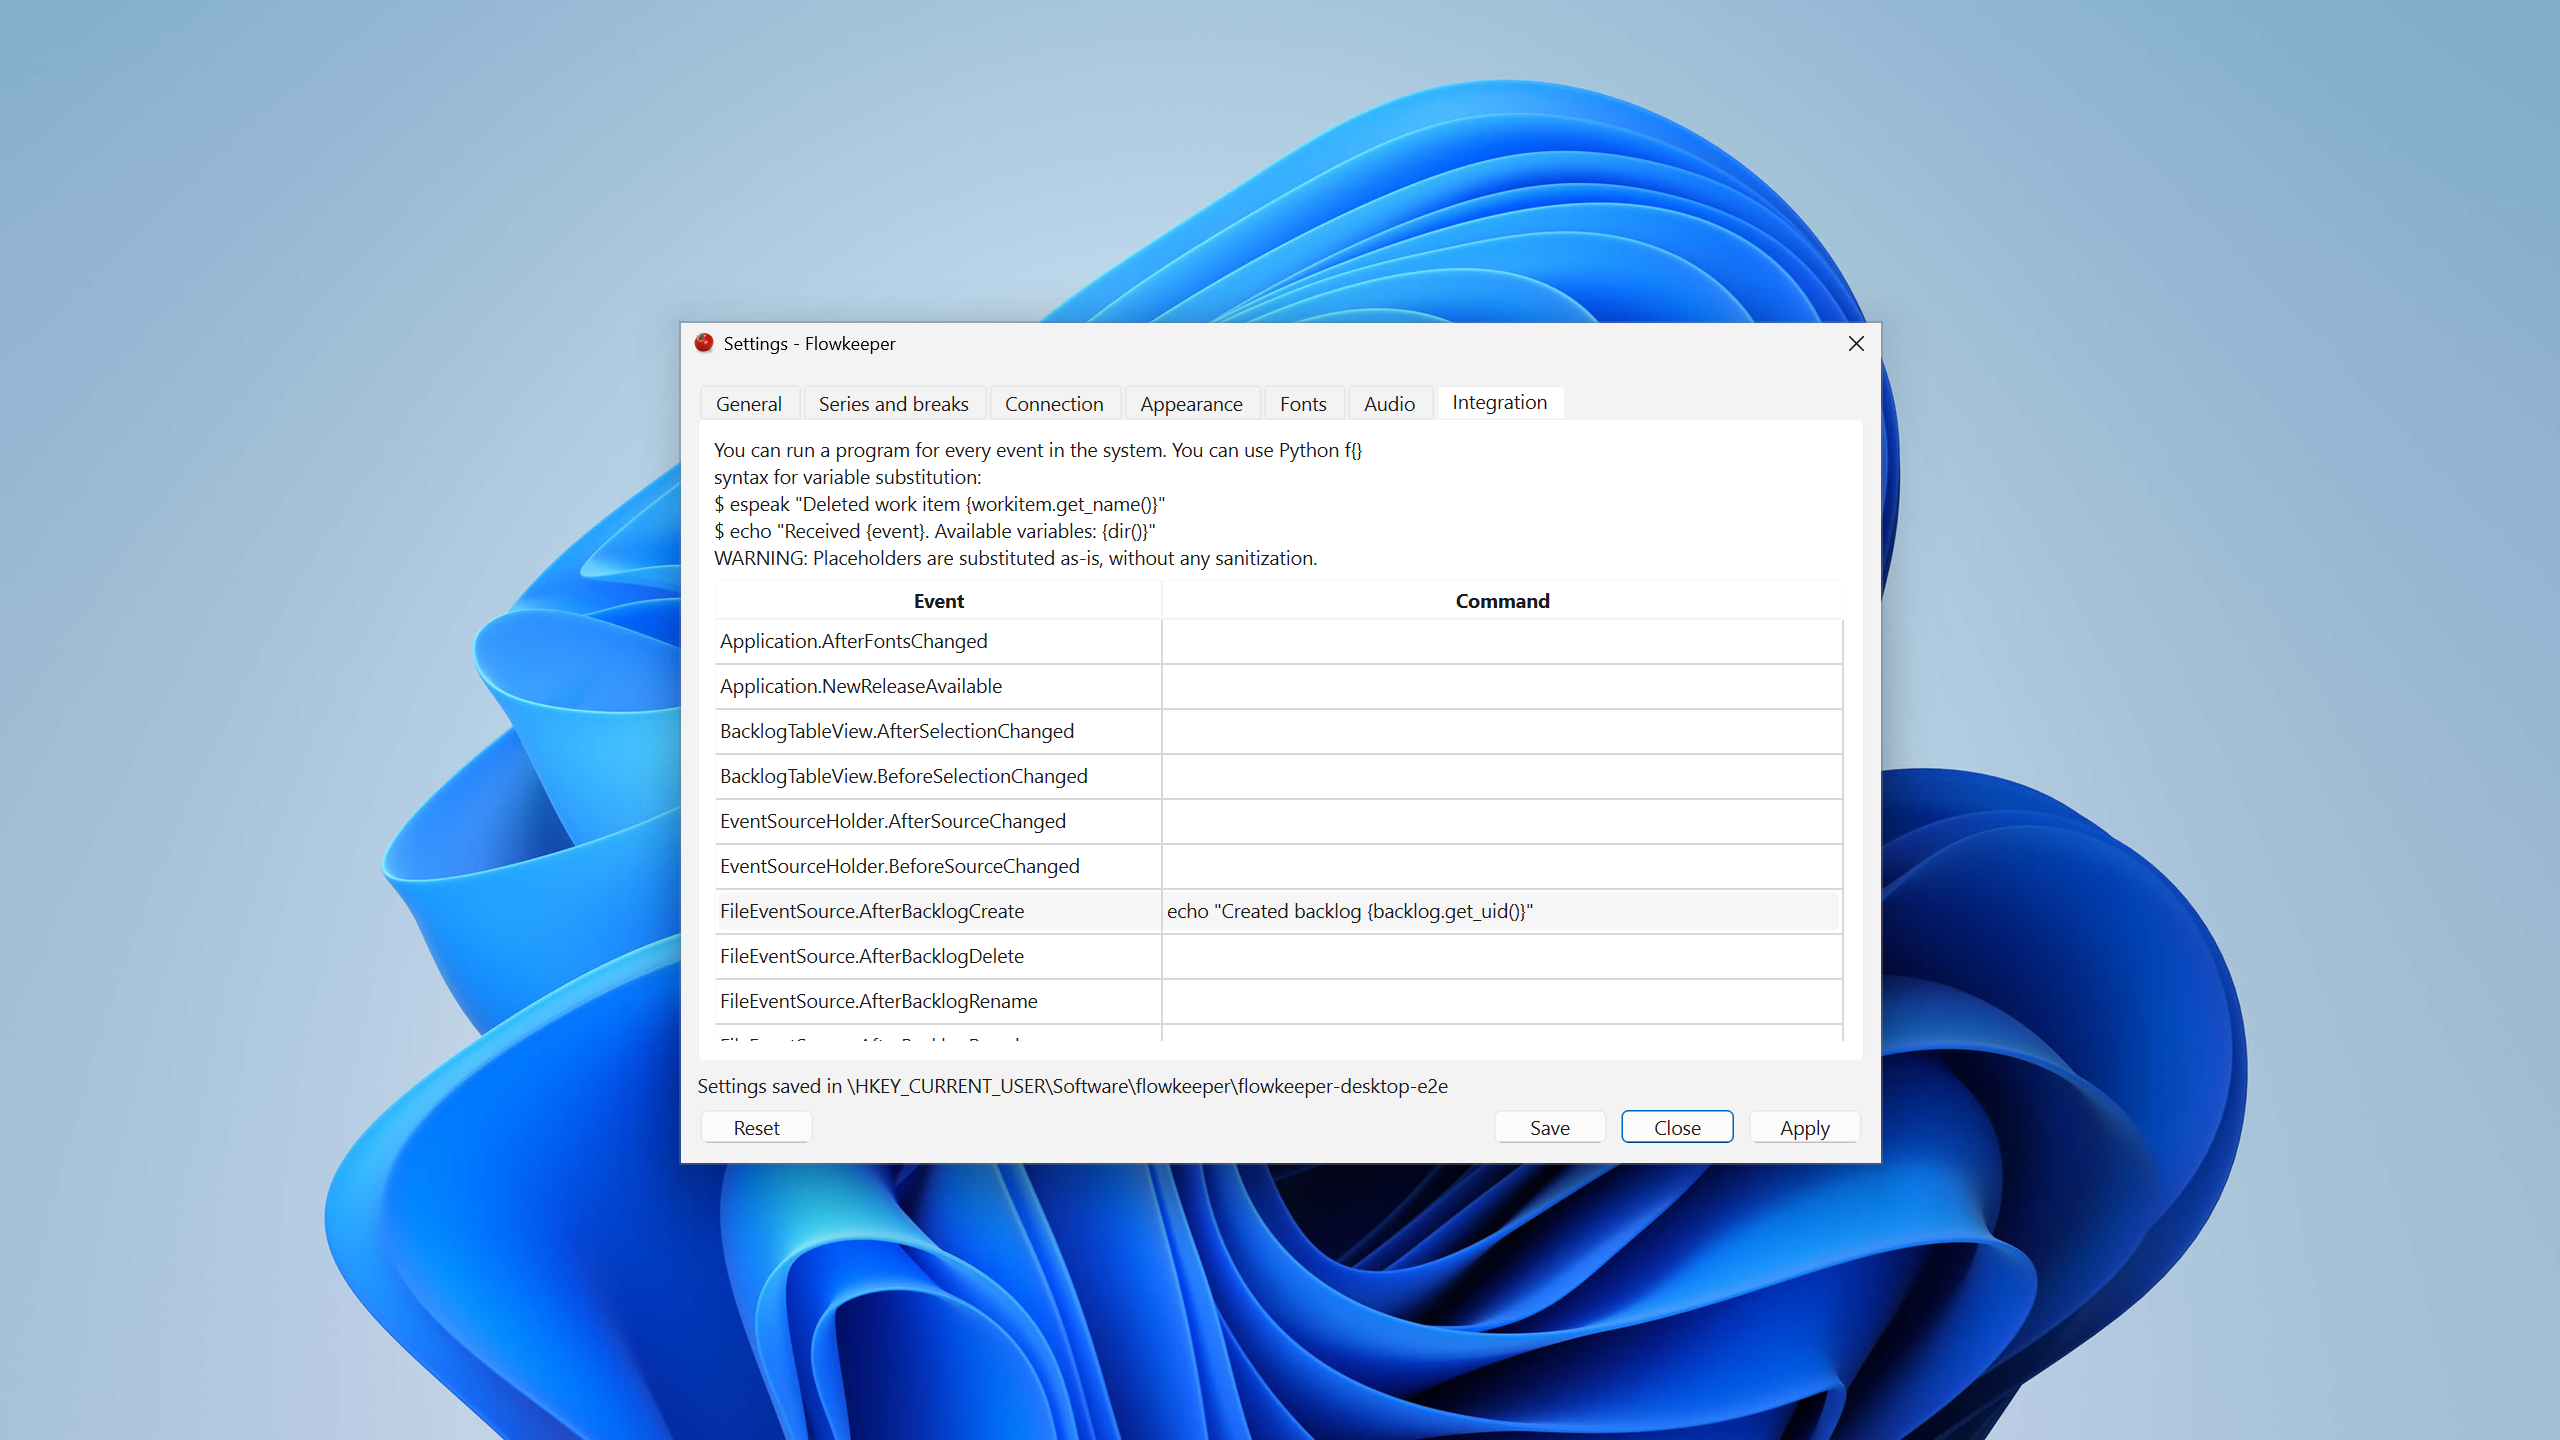 Settings - Flowkeeper
General
Series and breaks
Connection
Appearance
Fonts
Audio
Integration
You can run a program for every event in the system. You can use Python f{}
syntax for variable substitution:
$ espeak "Deleted work item {workitem.get_name()}"
$ echo "Received {event}. Available variables: {dir()}"
WARNING: Placeholders are substituted as-is, without any sanitization.
Event Command
Application.AfterFontsChanged
Application.NewReleaseAvailable
BacklogTableView.AfterSelectionChanged
BacklogTableView.BeforeSelectionChanged
EventSourceHolder.AfterSourceChanged
EventSourceHolder.BeforeSourceChanged
FileEventSource.AfterBacklogCreate echo "Created backlog {backlog.get_uid()}"
FileEventSource.AfterBacklogDelete
FileEventSource.AfterBacklogRename
Settings saved in \HKEY_CURRENT_USER\Software\flowkeeper\flowkeeper-desktop-e2e
Reset
Save
Close
Apply